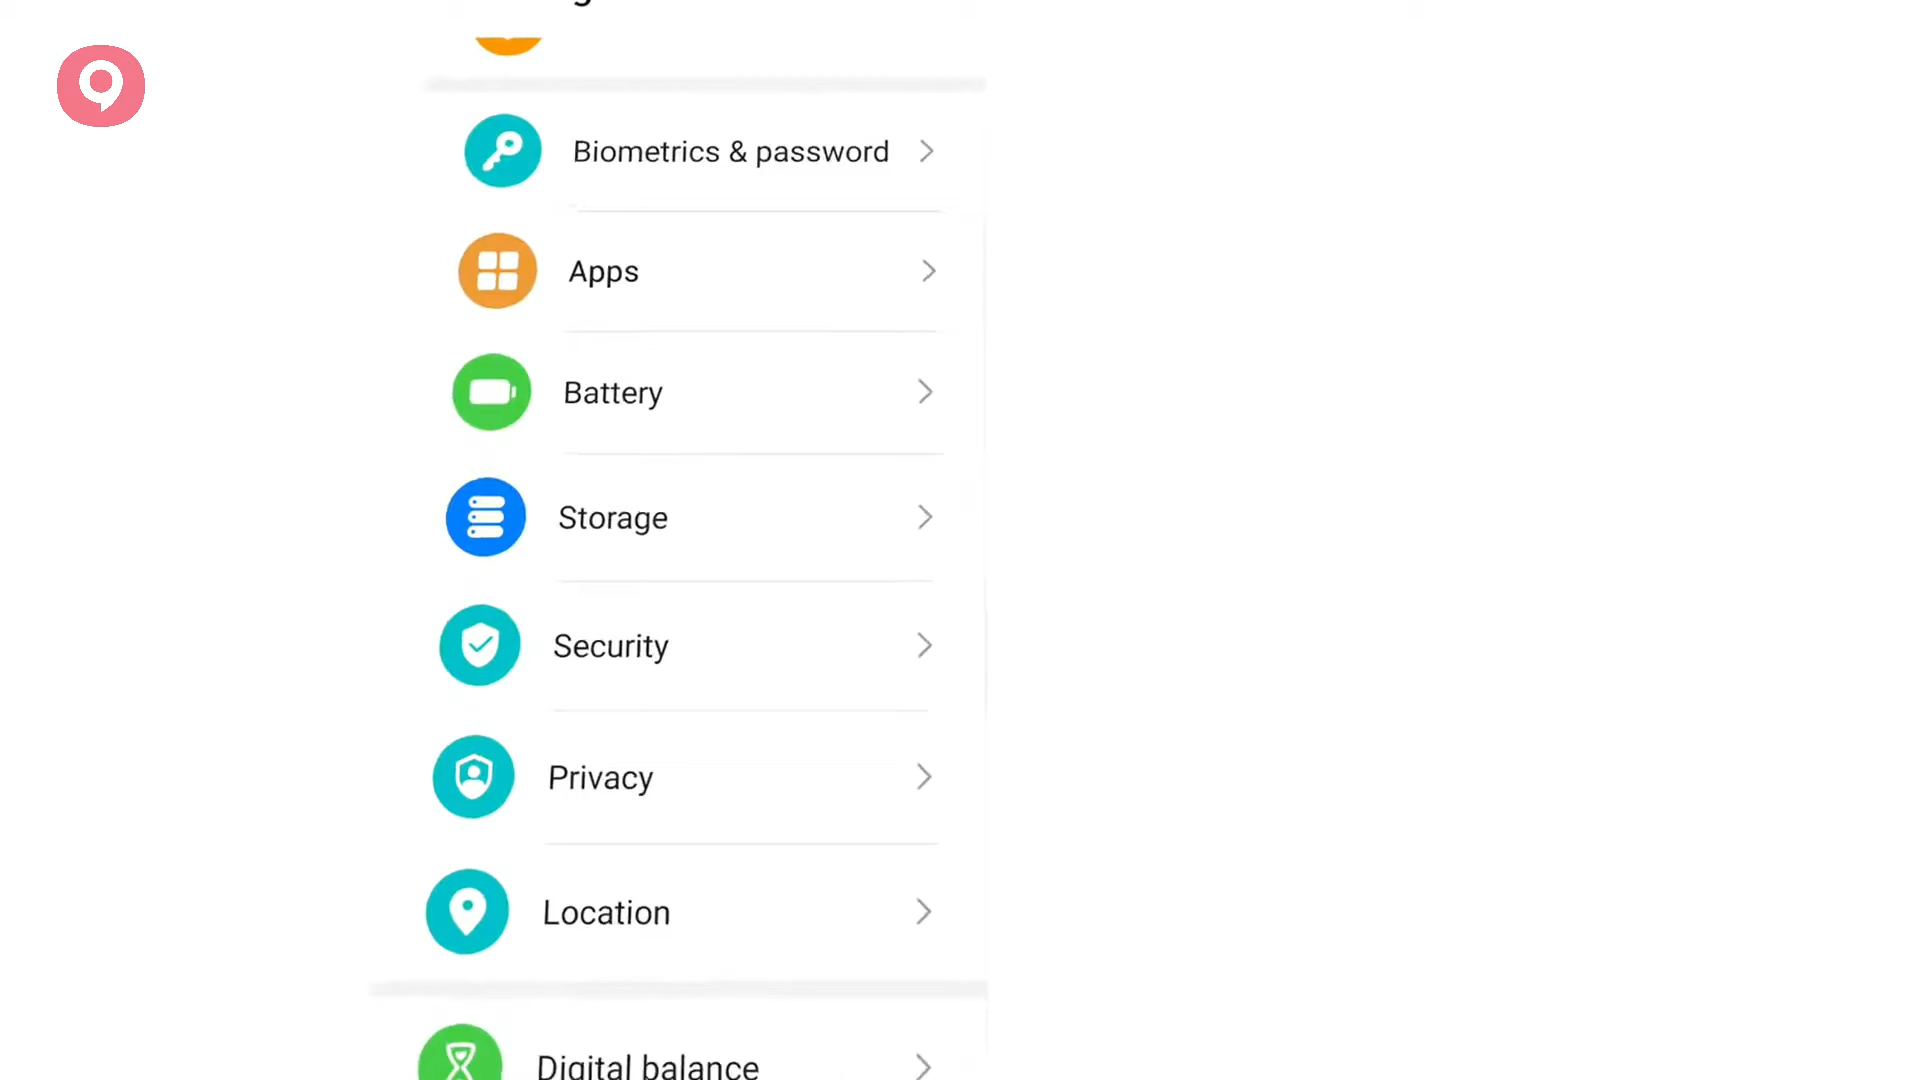 Biometrics & password
Apps
Battery
Storage
Security
Privacy
Location
Digital balance